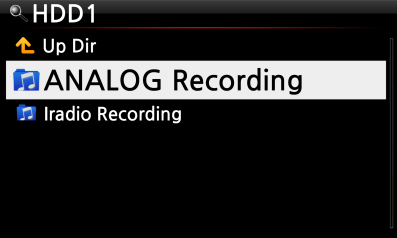 HDD1
Up Dir
ANALOG Recording
Iradio Recording